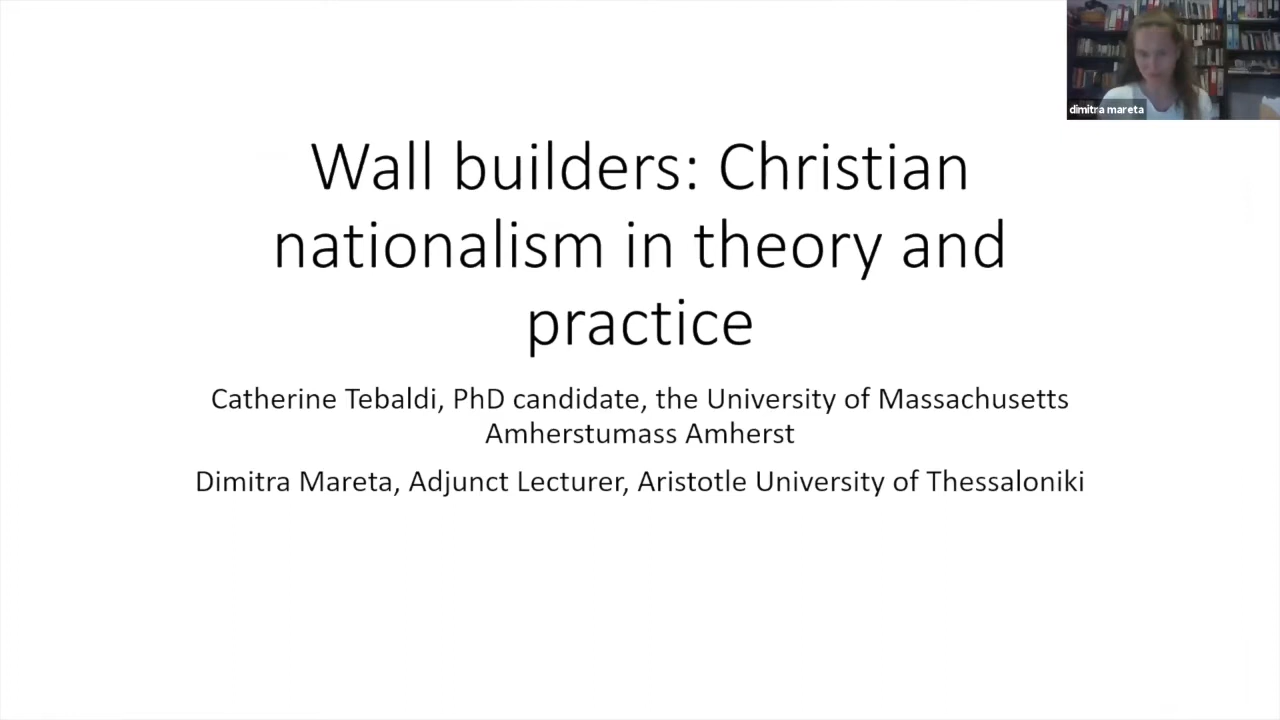 dimitra mareta
Wall builders: Christian
nationalism in theory and
practice
Catherine Tebaldi, PhD candidate, the University of Massachusetts
Amherstumass Amherst
Dimitra Mareta, Adjunct Lecturer, Aristotle University of Thessaloniki